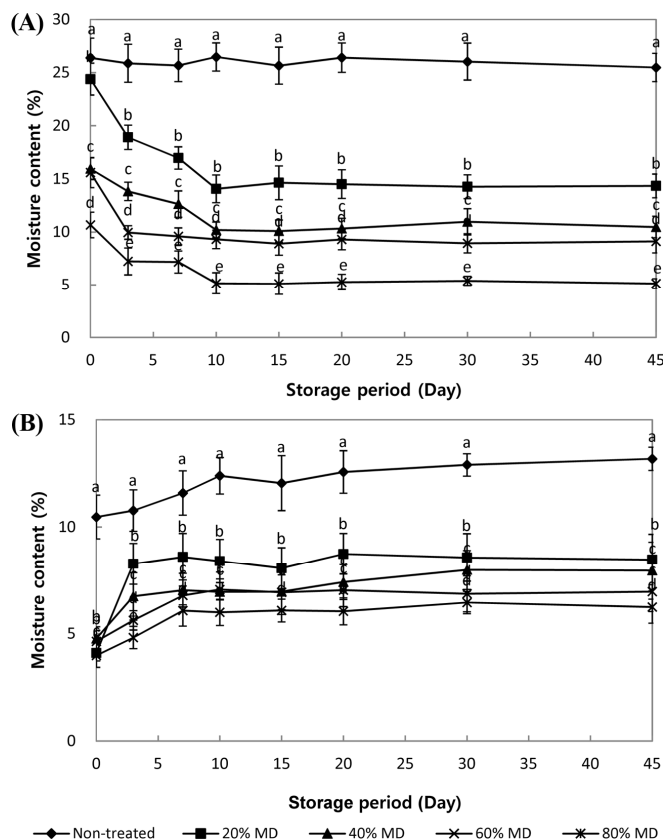 (A)
Moisture content (%)
30
25
20
15
10
5
0
a a a a a a a a
b b b b b b b b
c c c c c c c c
d d d d d d d d
e e e e e e e
0 5 10 15 20 25 30 35 40 45
Storage period (Day)
(B)
Moisture content (%)
15
10
5
0
a a a a a a a a
b b b b b b b b
0 5 10 15 20 25 30 35 40 45
Storage period (Day)
Non-treated 20% MD 40% MD 60% MD 80% MD